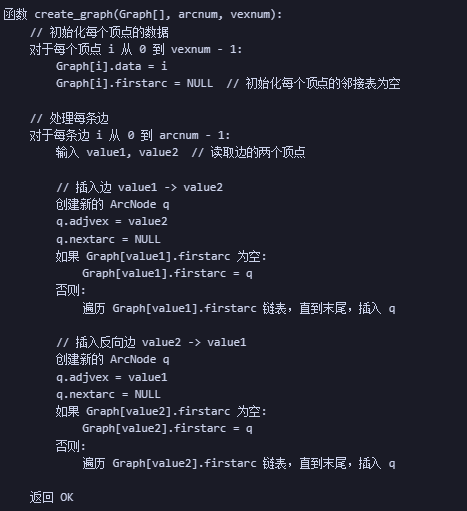 函数 create_graph(Graph[], arcnum, vexnum):
    // 初始化每个顶点的数据
    对于每个顶点 i 从 0 到 vexnum - 1:
        Graph[i].data = i
        Graph[i].firstarc = NULL  // 初始化每个顶点的邻接表为空

    // 处理每条边
    对于每条边 i 从 0 到 arcnum - 1:
        输入 value1, value2  // 读取边的两个顶点

        // 插入边 value1 -> value2
        创建新的 ArcNode q
        q.adjvex = value2
        q.nextarc = NULL
        如果 Graph[value1].firstarc 为空:
            Graph[value1].firstarc = q
        否则:
            遍历 Graph[value1].firstarc 链表，直到末尾，插入 q

        // 插入反向边 value2 -> value1
        创建新的 ArcNode q
        q.adjvex = value1
        q.nextarc = NULL
        如果 Graph[value2].firstarc 为空:
            Graph[value2].firstarc = q
        否则:
            遍历 Graph[value2].firstarc 链表，直到末尾，插入 q

    返回 OK